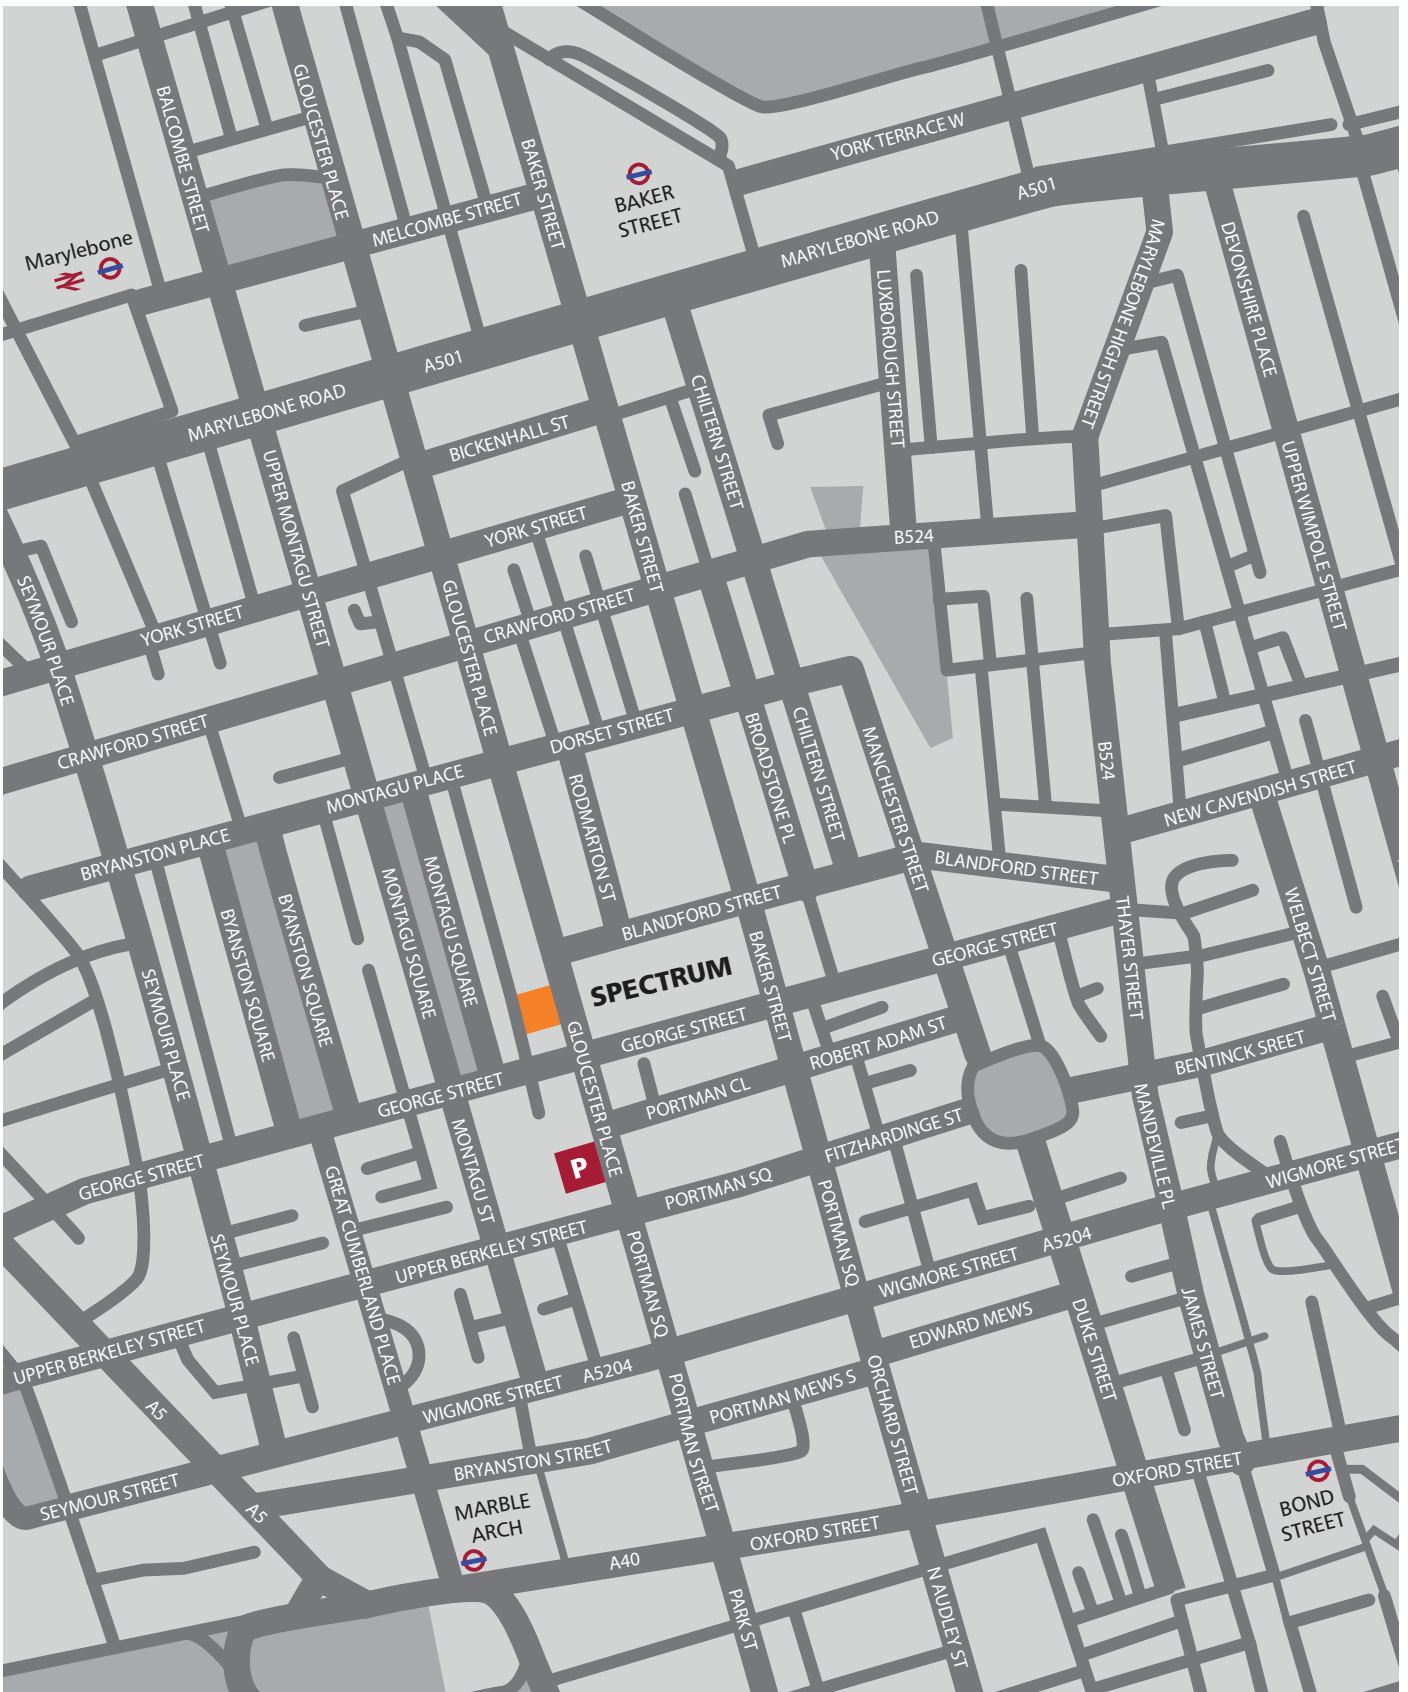 BALCOMBE STREET
GLOUCESTER PLACE
BAKER STREET
YORK TERRACE W
BAKER
STREET
A501
MELCOMBE STREET
MARYLEBONE ROAD
Marylebone
LUXBOROUGH STREET
MARYLEBONE HIGH STREET
DEVONSHIRE PLACE
A501
MARYLEBONE ROAD
CHILTERN STREET
BICKENHALL ST
UPPER MONTAGU STREET
BAKER STREET
UPPER WIMPOLE STREET
YORK STREET
B524
SEYMOUR PLACE
GLOUCESTER PLACE
CRAWFORD STREET
YORK STREET
CRAWFORD STREET
DORSET STREET
BROADSTONE PL
CHILTERN STREET
MANCHESTER STREET
B524
MONTAGU PLACE
RODMARTON ST
NEW CAVENDISH STREET
BRYANSTON PLACE
BLANDFORD STREET
MONTAGU SQUARE
MONTAGU SQUARE
BYANSTON SQUARE
BYANSTON SQUARE
BLANDFORD STREET
THAYER STREET
WELBECT STREET
BAKER STREET
GEORGE STREET
SEYMOUR PLACE
SPECTRUM
GEORGE STREET
GLOUCESTER PLACE
ROBERT ADAM ST
BENTINCK SREET
GEORGE STREET
PORTMAN CL
MANDEVILLE PL
FITZHARDINGE ST
MONTAGU ST
P
GEORGE STREET
GREAT CUMBERLAND PLACE
PORTMAN SQ
PORTMAN SQ
WIGMORE STREET
SEYMOUR PLACE
UPPER BERKELEY STREET
PORTMAN SQ
A5204
WIGMORE STREET
UPPER BERKELEY STREET
EDWARD MEWS
DUKE STREET
JAMES STREET
A5204
WIGMORE STREET
PORTMAN MEWS S
ORCHARD STREET
PORTMAN STREET
A5
BRYANSTON STREET
OXFORD STREET
SEYMOUR STREET
A5
MARBLE
ARCH
BOND
STREET
OXFORD STREET
A40
N AUDLEY ST
PARK ST